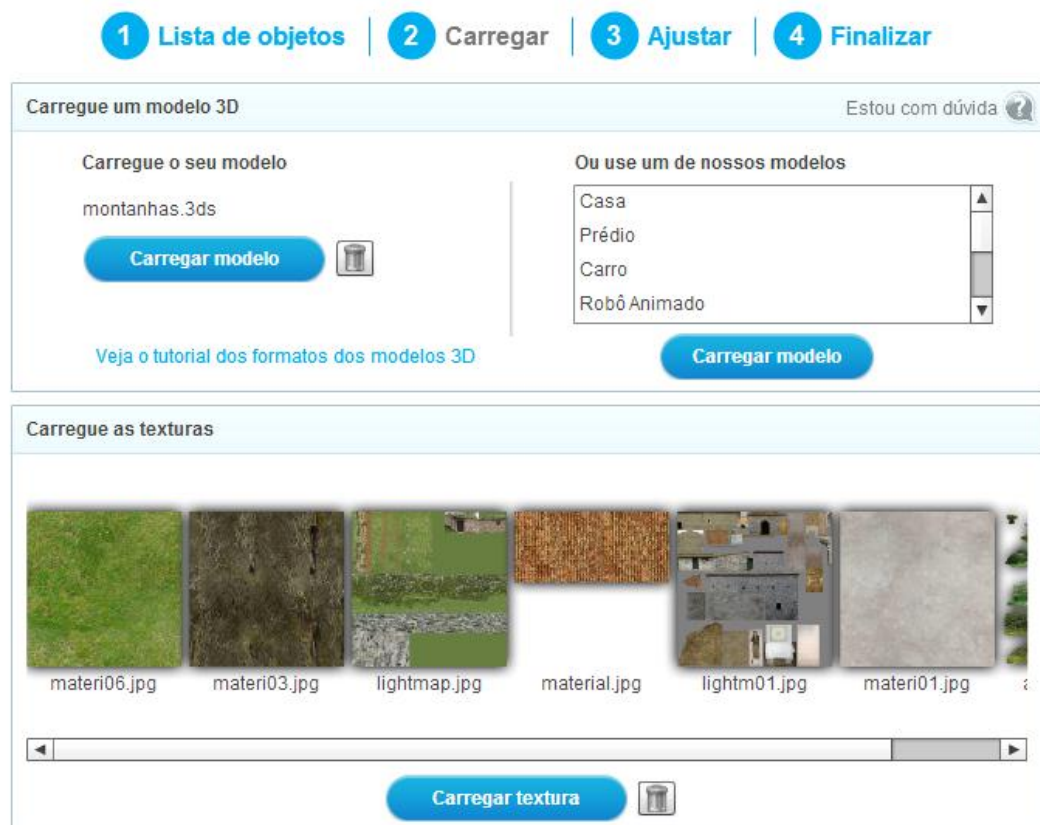 1 Lista de objetos 2 Carregar 3 Ajustar 4 Finalizar
Carregue um modelo 3D
Estou com dúvida ?
Carregue o seu modelo
montanhas.3ds
Carregar modelo
Veja o tutorial dos formatos dos modelos 3D
Ou use um de nossos modelos
Casa
Prédio
Carro
Robô Animado
Carregar modelo
Carregue as texturas
materi06.jpg materi03.jpg lightmap.jpg material.jpg lightm01.jpg materi01.jpg
Carregar textura